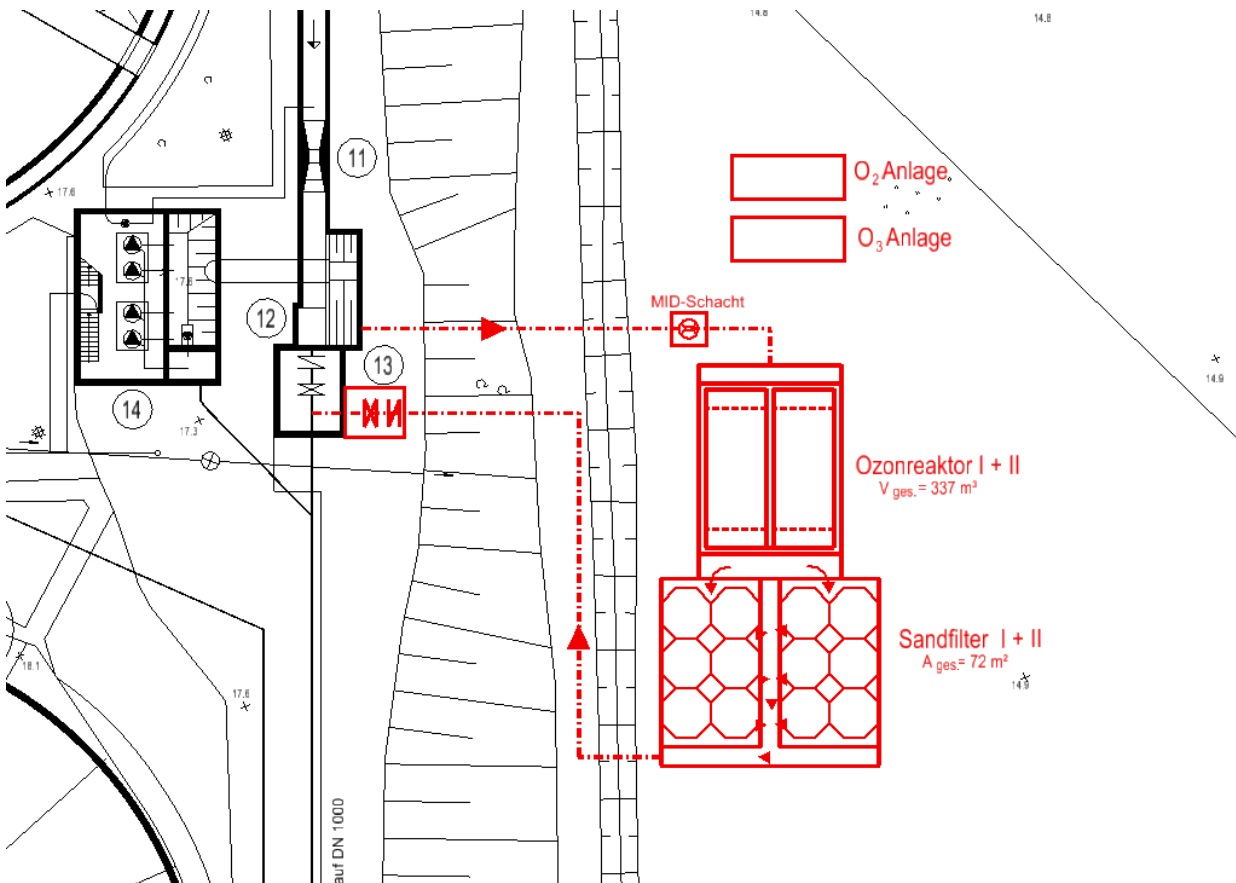 14.8
14.8
11
O₂ Anlage
17.6
O₃ Anlage
17.6
MID-Schacht
12
13
14.9
14
17.3
Ozonreaktor I + II
V ges. = 337 m³
Sandfilter I + II
A ges. = 72 m²
18.1
14.9
17.6
auf DN 1000